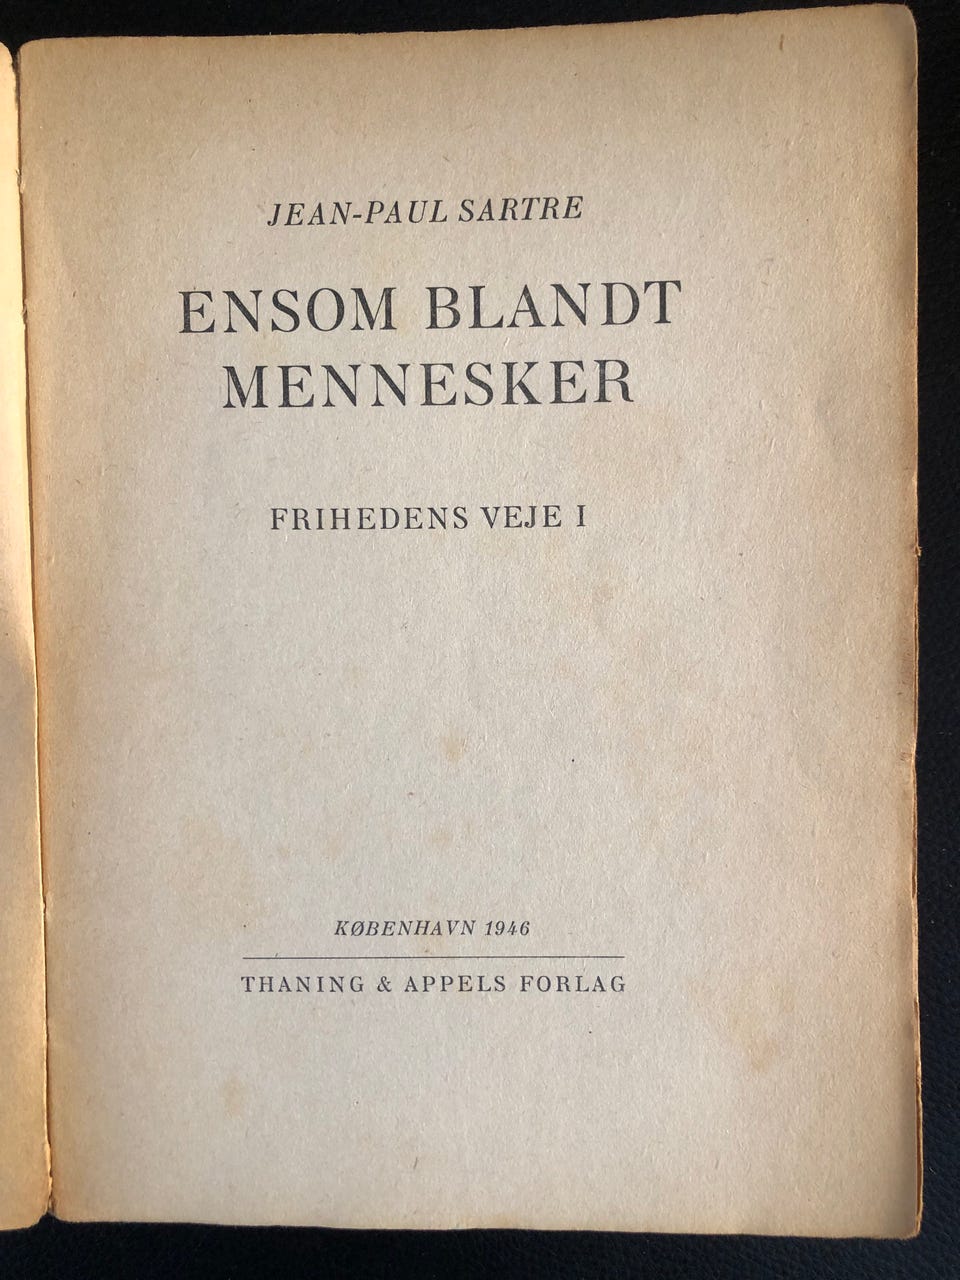 JEAN-PAUL SARTRE
ENSOM BLANDT
MENNESKER
FRIHEDENS VEJE I
KØBENHAVN 1946
THANING & APPELS FORLAG